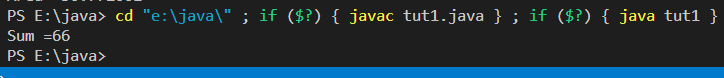 PS E:\java> cd "e:\java\" ; if ($?) { javac tut1.java } ; if ($?) { java tut1 }
Sum =66
PS E:\java>